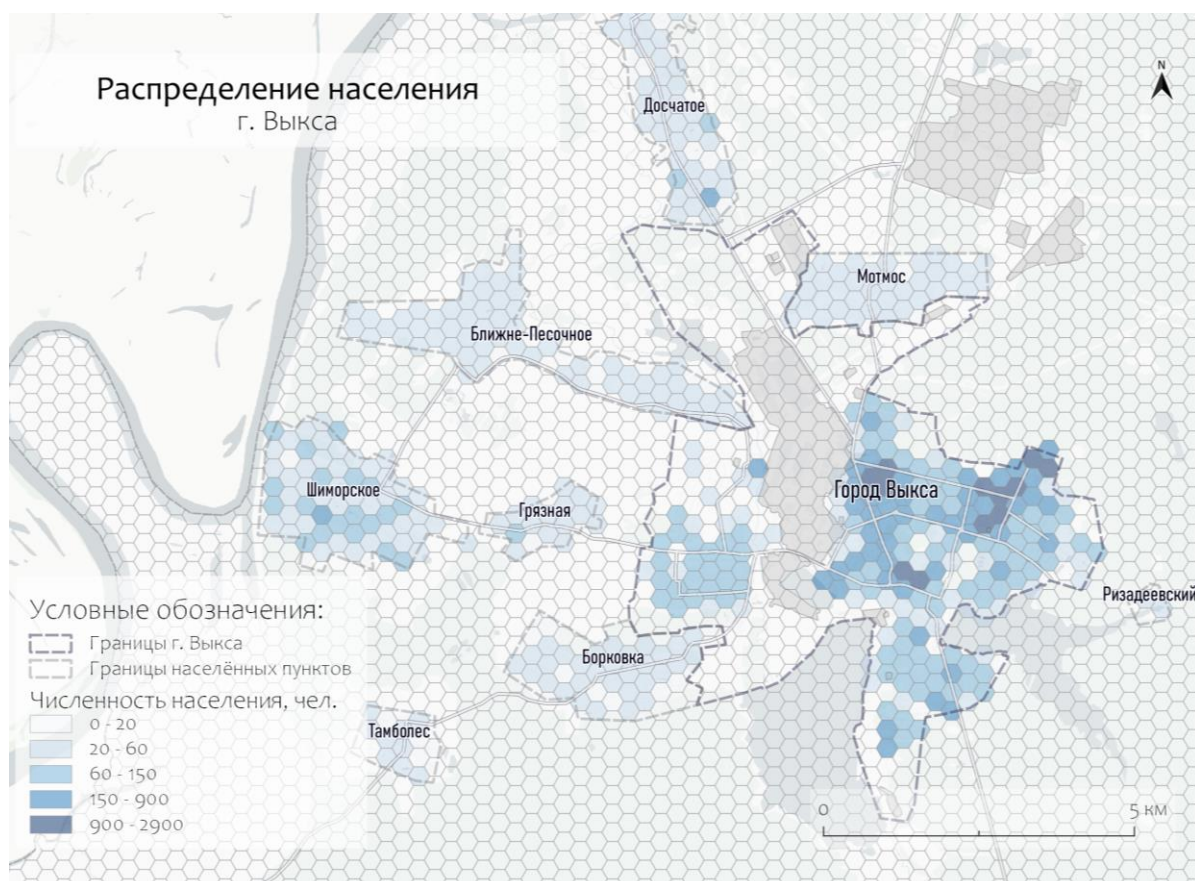 Распределение населения
г. Выкса
N
Досчатое
Мотмос
Ближне-Песочное
Шиморское
Грязная
Город Выкса
Ризадеевский
Борковка
Тамболес
Условные обозначения:
Границы г. Выкса
Границы населённых пунктов
Численность населения, чел.
0 - 20
20 - 60
60 - 150
150 - 900
900 - 2900
0
5 км